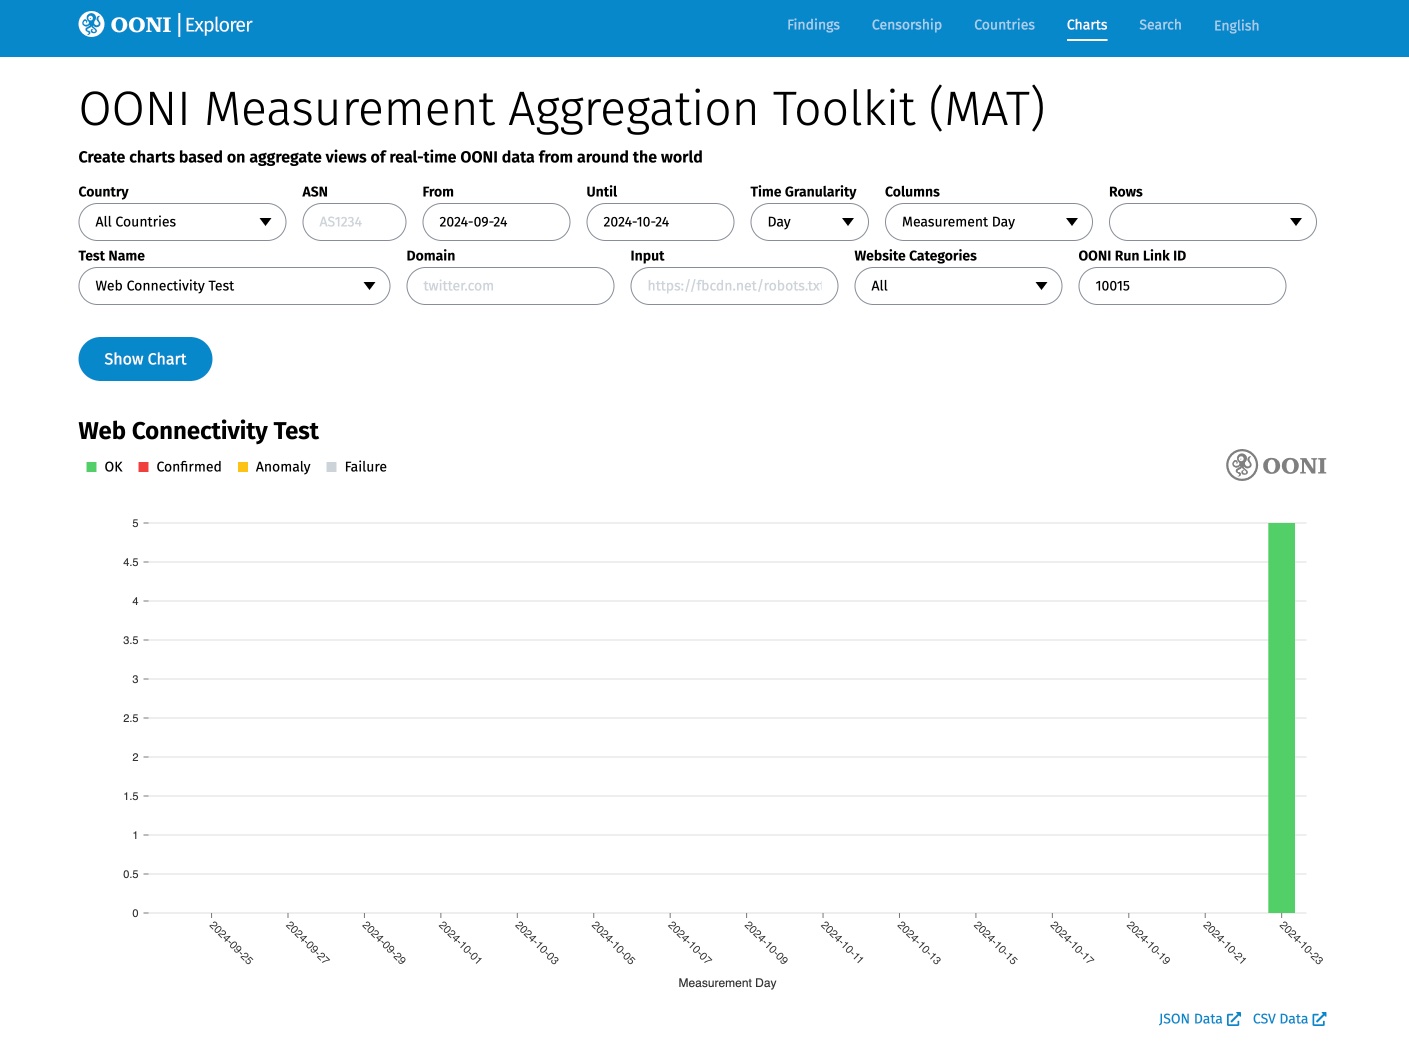 OONI Explorer
Findings Censorship Countries Charts Search English
OONI Measurement Aggregation Toolkit (MAT)
Create charts based on aggregate views of real-time OONI data from around the world
Country ASN From Until Time Granularity Columns Rows
All Countries AS1234 2024-09-24 2024-10-24 Day Measurement Day
Test Name Domain Input Website Categories OONI Run Link ID
Web Connectivity Test twitter.com https://fbcdn.net/robots.txt All 10015
Show Chart
Web Connectivity Test
OK Confirmed Anomaly Failure
OONI
5
4.5
4
3.5
3
2.5
2
1.5
1
0.5
0
2024-09-25 2024-09-27 2024-09-29 2024-10-01 2024-10-03 2024-10-05 2024-10-07 2024-10-09 2024-10-11 2024-10-13 2024-10-15 2024-10-17 2024-10-19 2024-10-21 2024-10-23
Measurement Day
JSON Data CSV Data